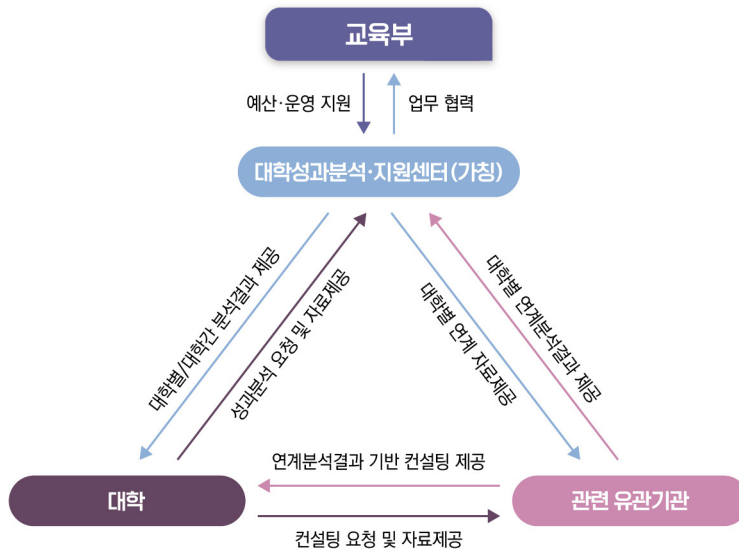 교육부
예산·운영 지원
업무 협력
대학성과분석·지원센터(가칭)
대학별/대학간 분석결과 제공
성과분석 요청 및 자료제공
대학별 연계 자료제공
대학별 연계분석결과 제공
연계분석결과 기반 컨설팅 제공
대학
관련 유관기관
컨설팅 요청 및 자료제공